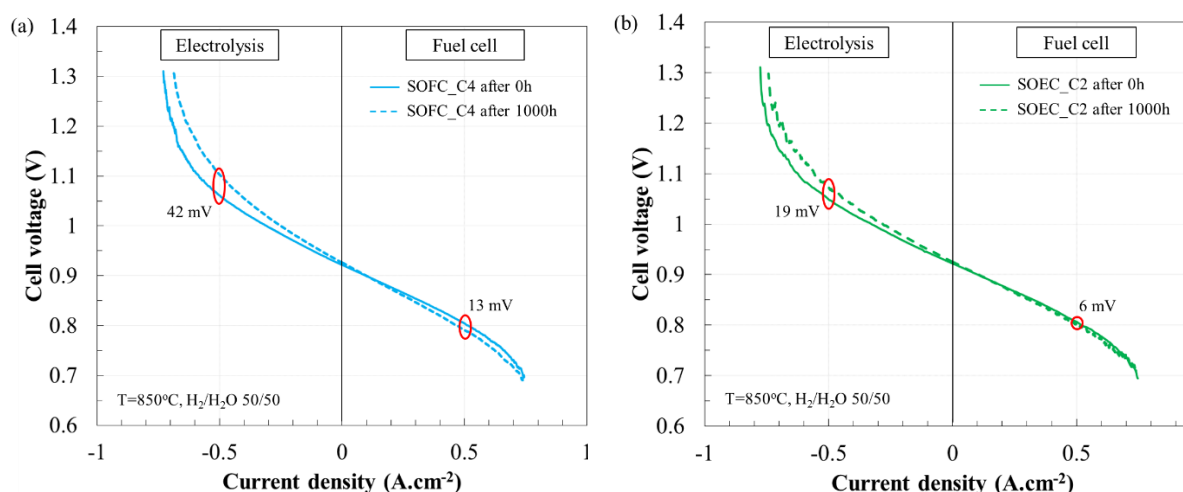 (a)
1.4
1.3
1.2
1.1
1
0.9
0.8
0.7
0.6
Cell voltage (V)
Electrolysis
Fuel cell
SOFC_C4 after 0h
SOFC_C4 after 1000h
42 mV
13 mV
T=850°C, H₂/H₂O 50/50
-1
-0.5
0
0.5
1
Current density (A.cm⁻²)
(b)
1.4
1.3
1.2
1.1
1
0.9
0.8
0.7
0.6
Cell voltage (V)
Electrolysis
Fuel cell
SOEC_C2 after 0h
SOEC_C2 after 1000h
19 mV
6 mV
T=850°C, H₂/H₂O 50/50
-1
-0.5
0
0.5
Current density (A.cm⁻²)